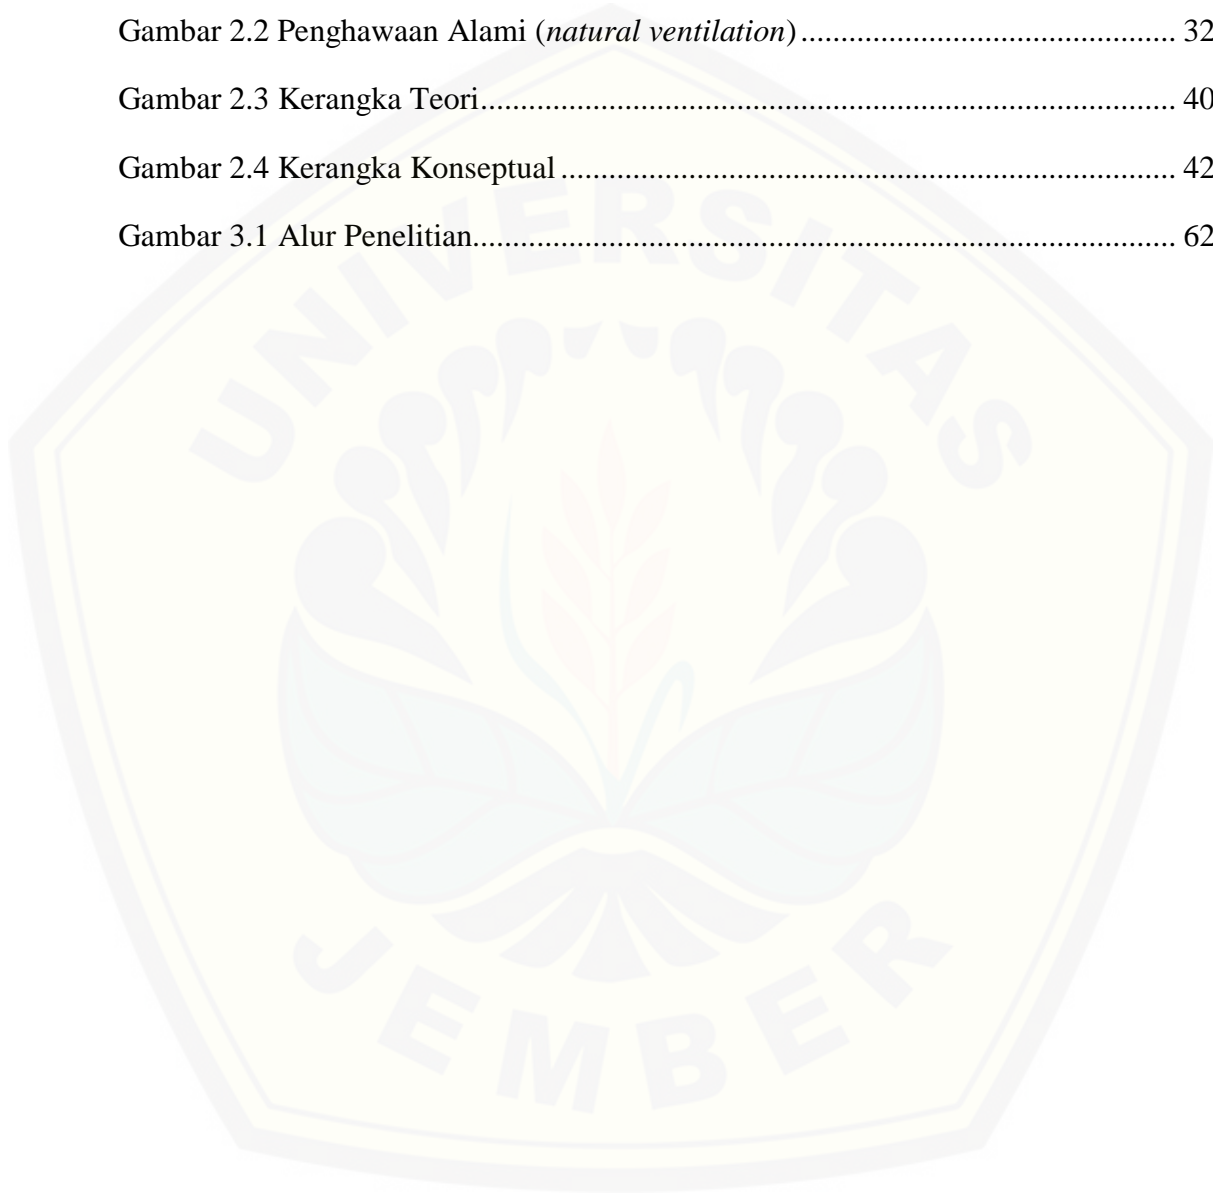 Gambar 2.2 Penghawaan Alami (natural ventilation) ............................................... 32
Gambar 2.3 Kerangka Teori....................................................................................... 40
Gambar 2.4 Kerangka Konseptual ............................................................................. 42
Gambar 3.1 Alur Penelitian........................................................................................ 62
UNIVERSITAS
JEMBER